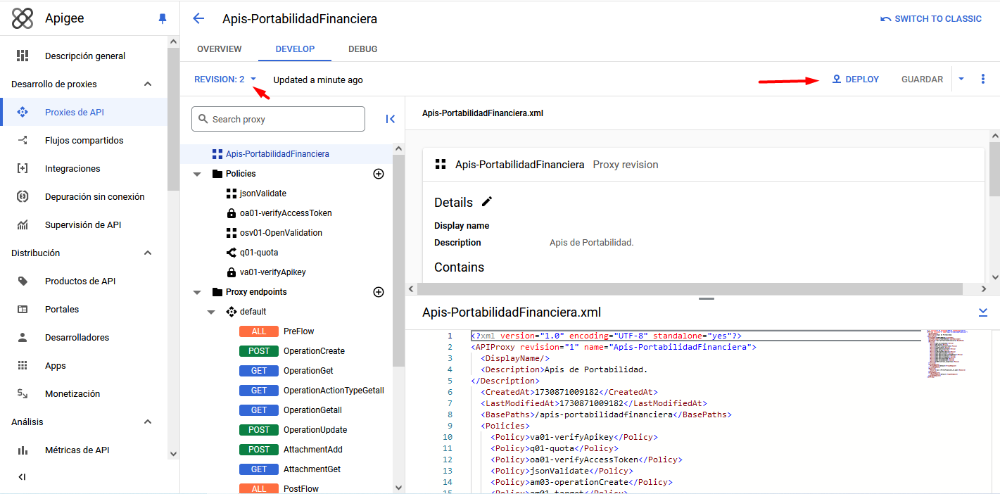 Apigee
Apis-PortabilidadFinanciera
SWITCH TO CLASSIC
Descripción general
Desarrollo de proxies
Proxies de API
Flujos compartidos
Integraciones
Depuración sin conexión
Supervisión de API
Distribución
Productos de API
Portales
Desarrolladores
Apps
Monetización
Análisis
Métricas de API
OVERVIEW
DEVELOP
DEBUG
REVISION: 2
Updated a minute ago
DEPLOY
GUARDAR
Search proxy
Apis-PortabilidadFinanciera
Policies
jsonValidate
oa01-verifyAccessToken
osv01-OpenValidation
q01-quota
va01-verifyApikey
Proxy endpoints
default
ALL PreFlow
POST OperationCreate
GET OperationGet
GET OperationActionTypeGetall
GET OperationGetall
POST OperationUpdate
POST AttachmentAdd
GET AttachmentGet
ALL PostFlow
Apis-PortabilidadFinanciera.xml
Apis-PortabilidadFinanciera Proxy revision
Details
Display name
Description Apis de Portabilidad.
Contains
Apis-PortabilidadFinanciera.xml
1 <?xml version="1.0" encoding="UTF-8" standalone="yes"?>
2 <APIProxy revision="1" name="Apis-PortabilidadFinanciera">
3 <DisplayName/>
4 <Description>Apis de Portabilidad.
5 </Description>
6 <CreatedAt>1730871009182</CreatedAt>
7 <LastModifiedAt>1730871009182</LastModifiedAt>
8 <BasePaths>/apis-portabilidadfinanciera</BasePaths>
9 <Policies>
10 <Policy>va01-verifyApikey</Policy>
11 <Policy>q01-quota</Policy>
12 <Policy>oa01-verifyAccessToken</Policy>
13 <Policy>jsonValidate</Policy>
14 <Policy>am03-operationCreate</Policy>
15 <Policy>am01-target</Policy>